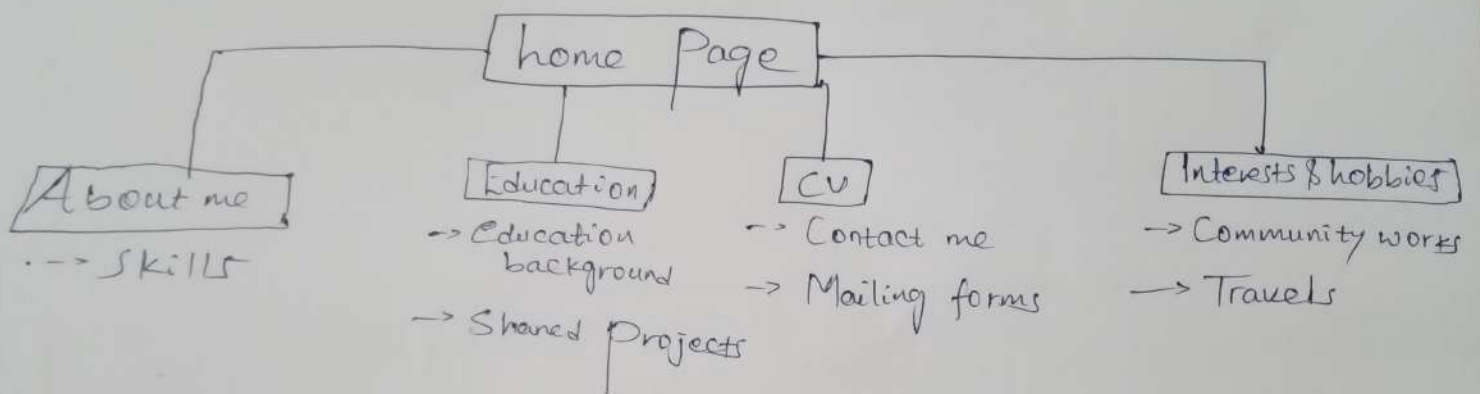 home Page
About me
--> Skills
Education
--> Education
background
--> Shared Projects
CV
--> Contact me
--> Mailing forms
Interests & hobbies
--> Community works
--> Travels